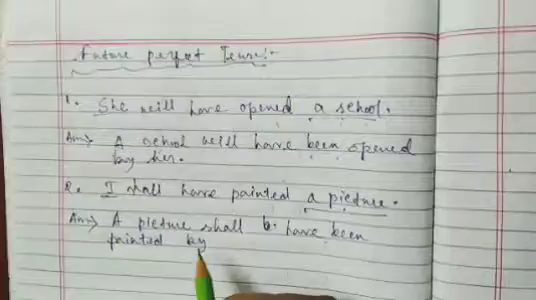 Future perfect Tense:-
1. She will have opened a school.
Ans→ A school will have been opened
by her.
2. I shall have painted a picture.
Ans→ A picture shall b. have been
painted by